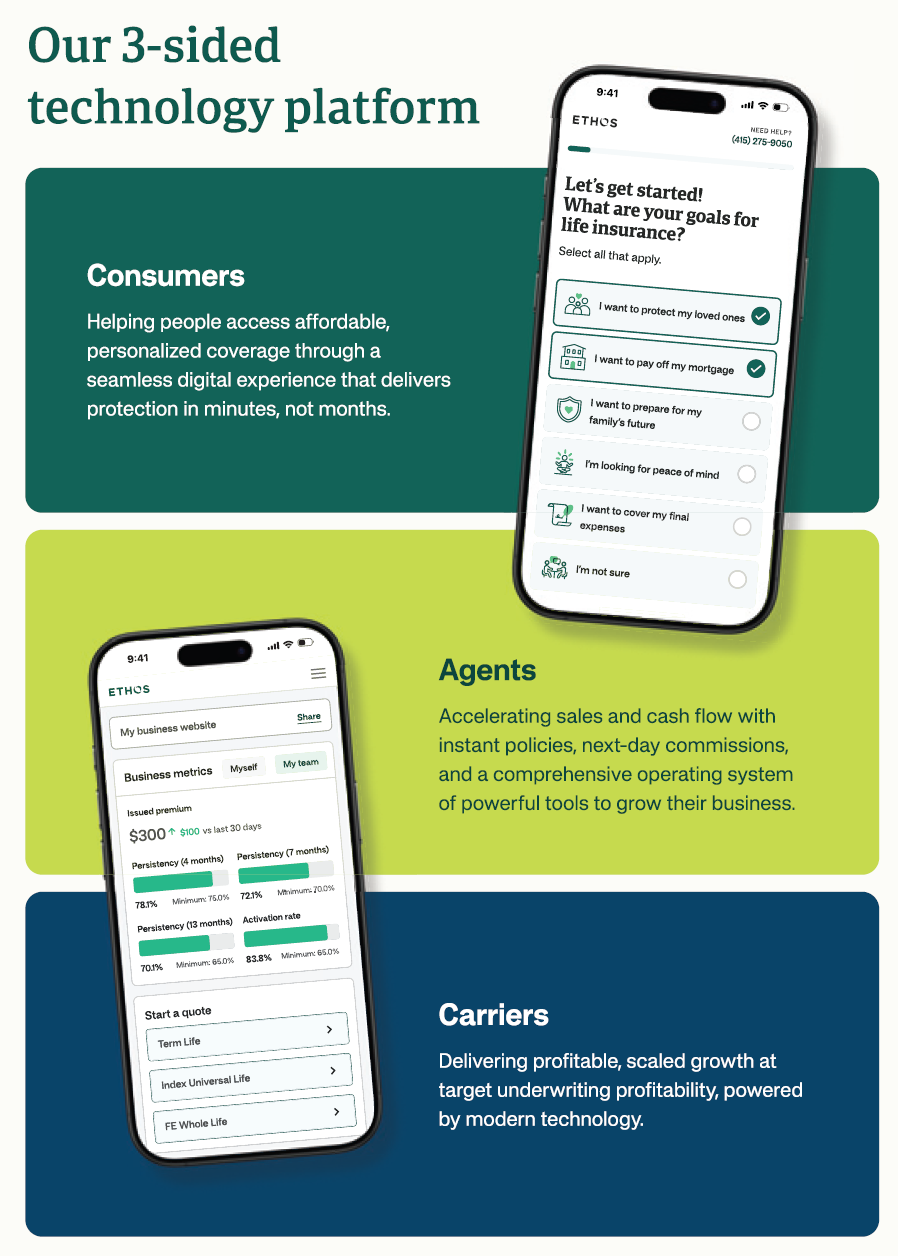 Our 3-sided
technology platform
9:41
ETHOS
NEED HELP?
(415) 275-9050
Let's get started!
What are your goals for
life insurance?
Select all that apply.
I want to protect my loved ones
I want to pay off my mortgage
I want to prepare for my
family's future
I'm looking for peace of mind
I want to cover my final
expenses
I'm not sure
Consumers
Helping people access affordable,
personalized coverage through a
seamless digital experience that delivers
protection in minutes, not months.
9:41
ETHOS
My business website
Share
Business metrics
Myself
My team
Issued premium
$300 ↑ $100 vs last 30 days
Persistency (4 months)
Persistency (7 months)
78.1%
Minimum: 75.0%
72.1%
Minimum: 70.0%
Persistency (13 months)
Activation rate
70.1%
Minimum: 65.0%
83.8%
Minimum: 65.0%
Start a quote
Term Life
Index Universal Life
FE Whole Life
Agents
Accelerating sales and cash flow with
instant policies, next-day commissions,
and a comprehensive operating system
of powerful tools to grow their business.
Carriers
Delivering profitable, scaled growth at
target underwriting profitability, powered
by modern technology.